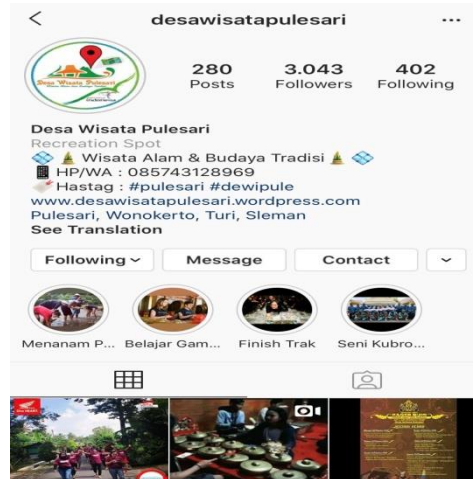 desawisatapulesari
280
Posts
3.043
Followers
402
Following
Desa Wisata Pulesari
Desa Wisata Pulesari
Recreation Spot
Wisata Alam & Budaya Tradisi
HP/WA : 085743128969
Hastag : #pulesari #dewipule
www.desawisatapulesari.wordpress.com
Pulesari, Wonokerto, Turi, Sleman
See Translation
Following
Message
Contact
Menanam P...
Belajar Gam...
Finish Trak
Seni Kubro...